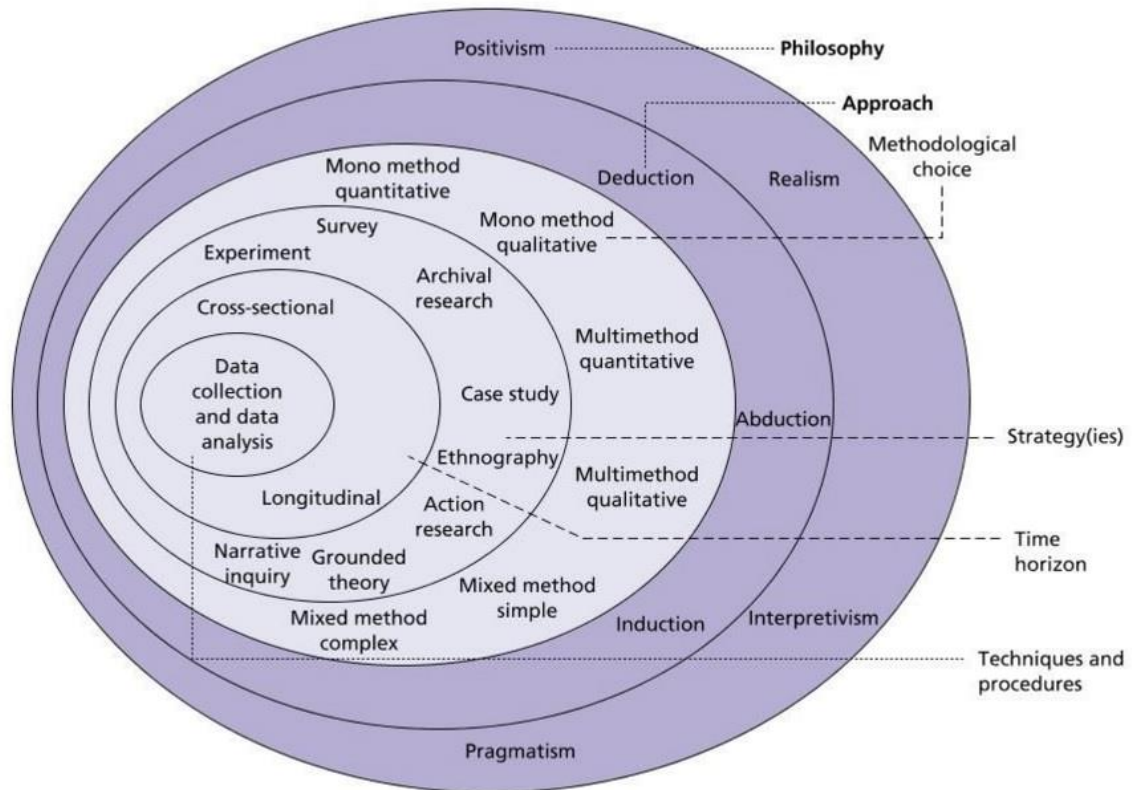 Positivism
Philosophy
Approach
Methodological
choice
Mono method
quantitative
Deduction
Realism
Mono method
qualitative
Survey
Experiment
Archival
research
Cross-sectional
Multimethod
quantitative
Data
collection
and data
analysis
Case study
Abduction
Strategy(ies)
Ethnography
Multimethod
qualitative
Longitudinal
Action
research
Time
horizon
Narrative
inquiry
Grounded
theory
Mixed method
simple
Mixed method
complex
Induction
Interpretivism
Techniques and
procedures
Pragmatism